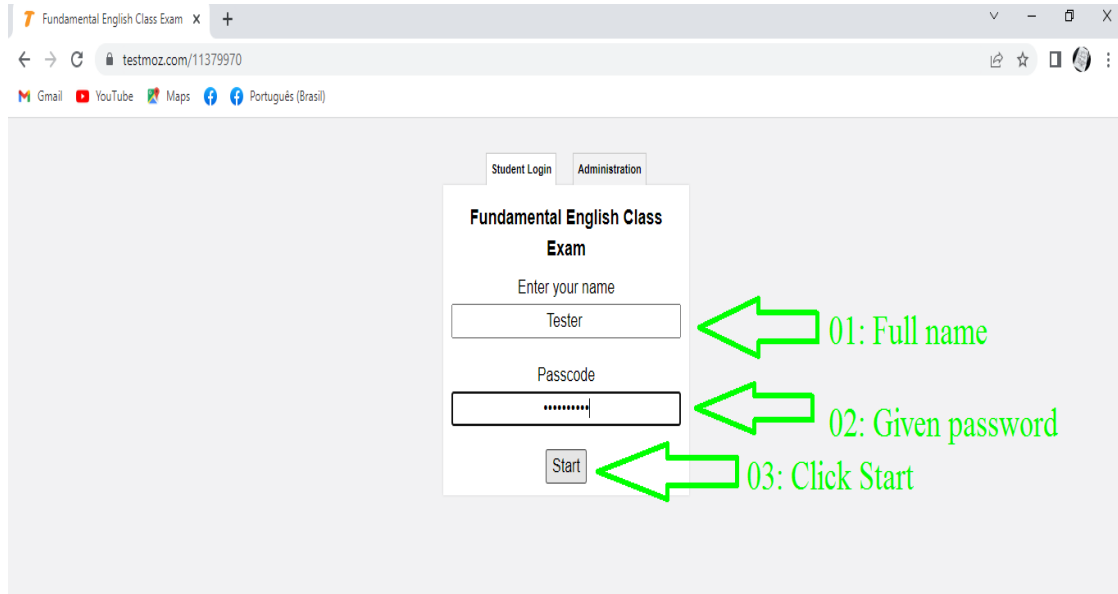 Fundamental English Class Exam
testmoz.com/11379970
Gmail YouTube Maps Português (Brasil)
Student Login Administration
Fundamental English Class
Exam
Enter your name
Tester
01: Full name
Passcode
••••••••••
02: Given password
Start
03: Click Start